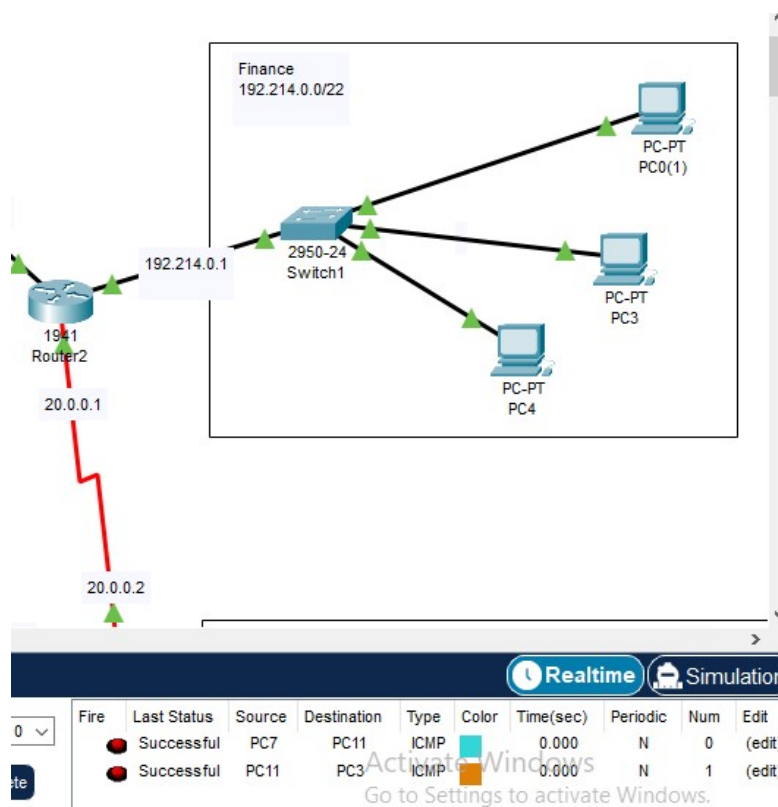 Finance
192.214.0.0/22
PC-PT
PC0(1)
192.214.0.1
2950-24
Switch1
PC-PT
PC3
1941
Router2
PC-PT
PC4
20.0.0.1
20.0.0.2
Realtime
Simulation
Fire Last Status Source Destination Type Color Time(sec) Periodic Num Edit
0
Successful PC7 PC11 ICMP 0.000 N 0 (edit
Successful PC11 PC3 ICMP 0.000 N 1 (edit
Activate Windows
Go to Settings to activate Windows.